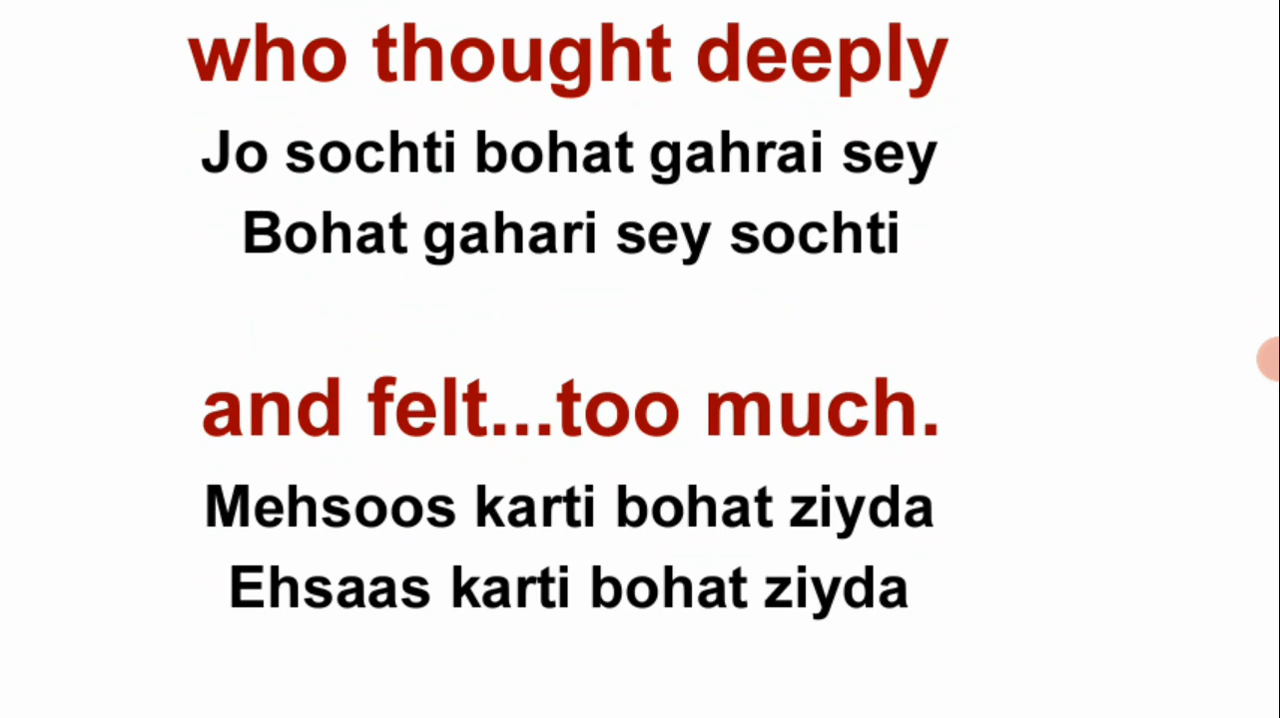 who thought deeply
Jo sochti bohat gahrai sey
Bohat gahari sey sochti
and felt...too much.
Mehsoos karti bohat ziyda
Ehsaas karti bohat ziyda